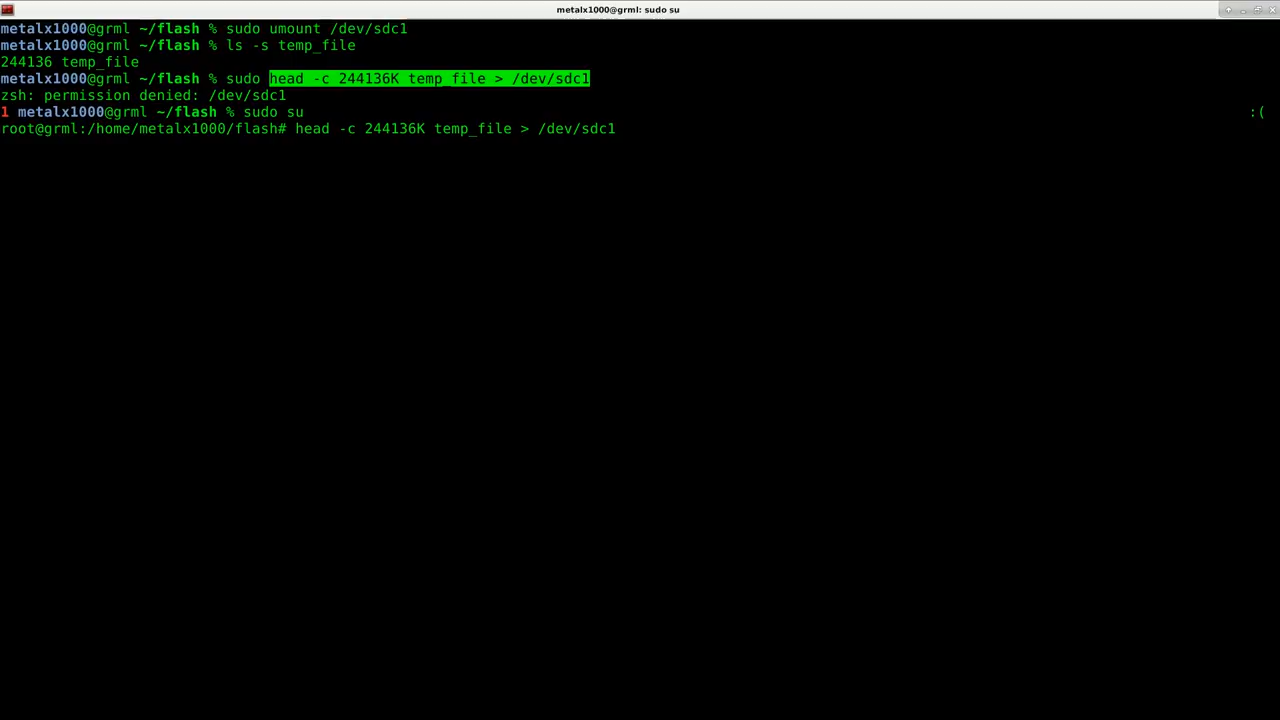 metalx1000@grml: sudo su
metalx1000@grml ~/flash % sudo umount /dev/sdc1
metalx1000@grml ~/flash % ls -s temp_file
244136 temp_file
metalx1000@grml ~/flash % sudo head -c 244136K temp_file > /dev/sdc1
zsh: permission denied: /dev/sdc1
1 metalx1000@grml ~/flash % sudo su :(
root@grml:/home/metalx1000/flash# head -c 244136K temp_file > /dev/sdc1